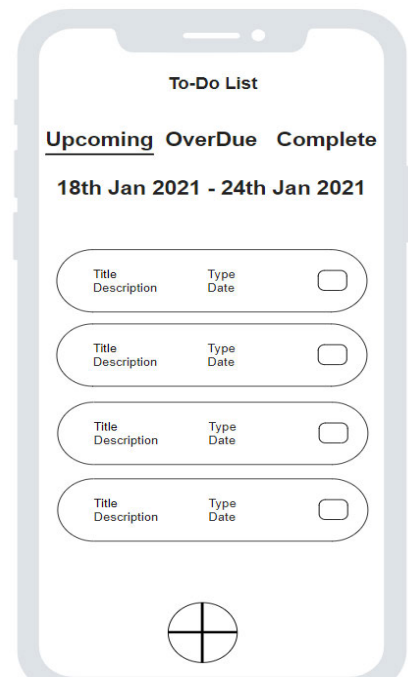 To-Do List
Upcoming OverDue Complete
18th Jan 2021 - 24th Jan 2021
Title Type
Description Date
Title Type
Description Date
Title Type
Description Date
Title Type
Description Date